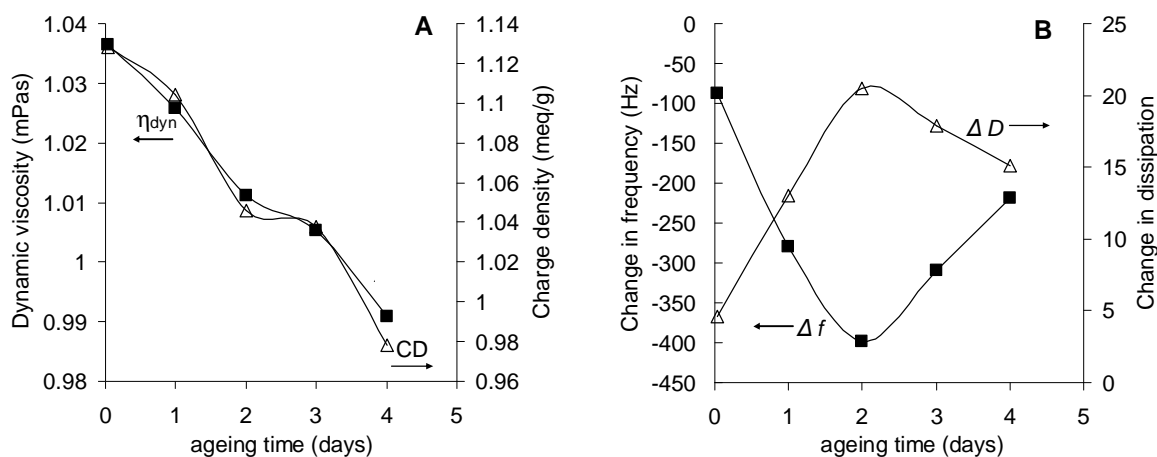 A
Dynamic viscosity (mPas)
1.04
1.03
1.02
1.01
1
0.99
0.98
ηdyn
CD
1.14
1.12
1.1
1.08
1.06
1.04
1.02
1
0.98
0.96
Charge density (meq/g)
0 1 2 3 4 5
ageing time (days)
B
Change in frequency (Hz)
0
-50
-100
-150
-200
-250
-300
-350
-400
-450
Δ D
Δ f
25
20
15
10
5
0
Change in dissipation
0 1 2 3 4 5
ageing time (days)